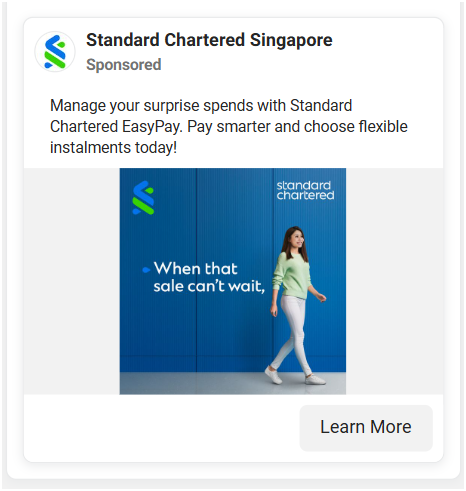 Standard Chartered Singapore
Sponsored
Manage your surprise spends with Standard
Chartered EasyPay. Pay smarter and choose flexible
instalments today!
standard
chartered
When that
sale can't wait,
Learn More